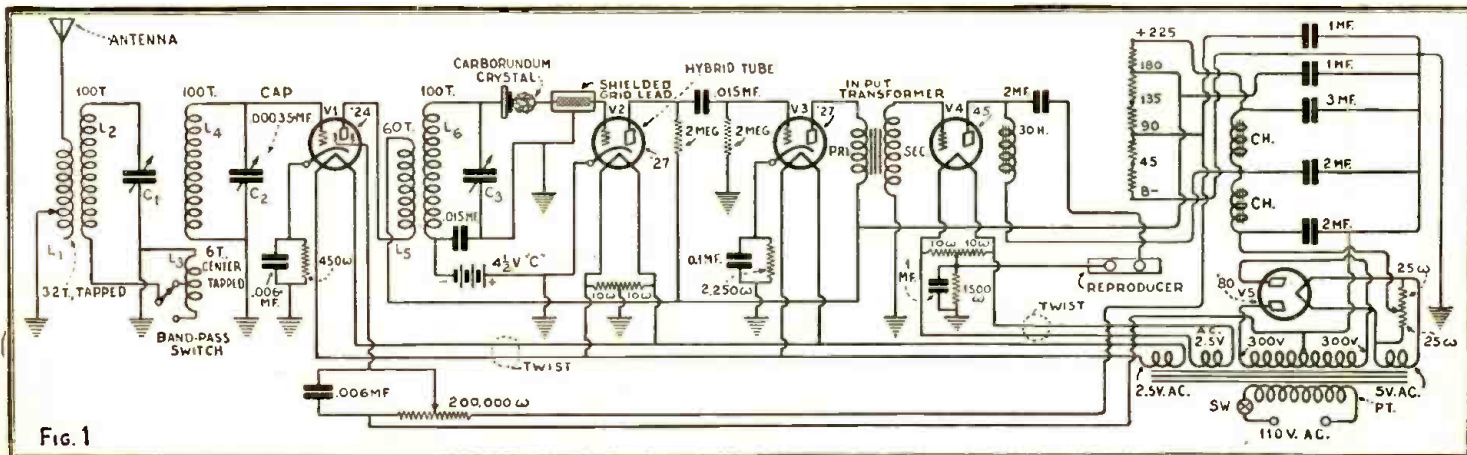 ANTENNA
100T.
L2
L1
32T, TAPPED
C1
100T.
L4
CAP
.00035MF.
C2
L3
6T.
CENTER
TAPPED
BAND-PASS
SWITCH
V1
'24
.006
MF.
450ω
60T.
L5
100T.
L6
C3
.015MF.
4½V "C"
- +
CARBORUNDUM
CRYSTAL
SHIELDED
GRID LEAD
V2
HYBRID TUBE
'27
10ω 10ω
.015MF.
2MEG
2MEG
V3
'27
0.1MF.
2,250ω
INPUT
TRANSFORMER
PRI.
SEC.
V4
45
10ω 10ω
1
MF.
1500
ω
30H.
2MF.
REPRODUCER
TWIST
TWIST
.006MF
200,000ω
+225
180
135
90
45
B-
1MF.
1MF.
3MF.
CH.
2MF.
CH.
2MF.
'80
V5
25ω
25ω
A.C.
2.5V
300V
300V
2.5V. AC.
5V. AC.
PT.
SW
110V. AC.
FIG. 1